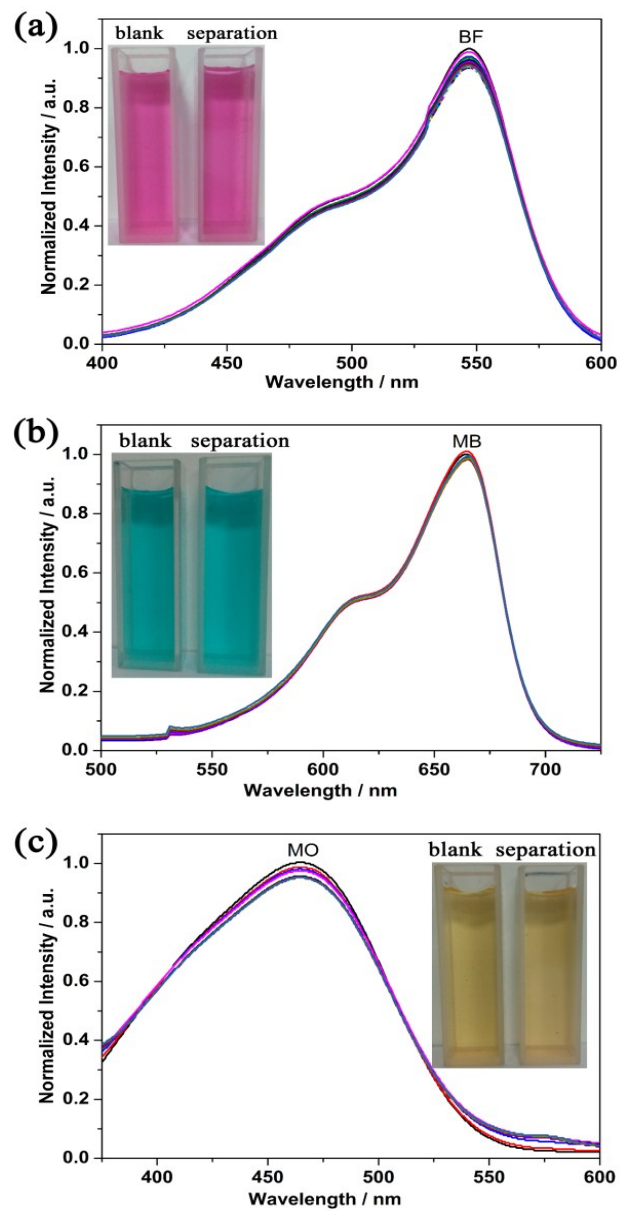 (a)
blank separation
BF
Normalized Intensity / a.u.
1.0
0.8
0.6
0.4
0.2
0.0
400 450 500 550 600
Wavelength / nm
(b)
blank separation
MB
Normalized Intensity / a.u.
1.0
0.8
0.6
0.4
0.2
0.0
500 550 600 650 700
Wavelength / nm
(c)
MO
blank separation
Normalized Intensity / a.u.
1.0
0.8
0.6
0.4
0.2
0.0
400 450 500 550 600
Wavelength / nm